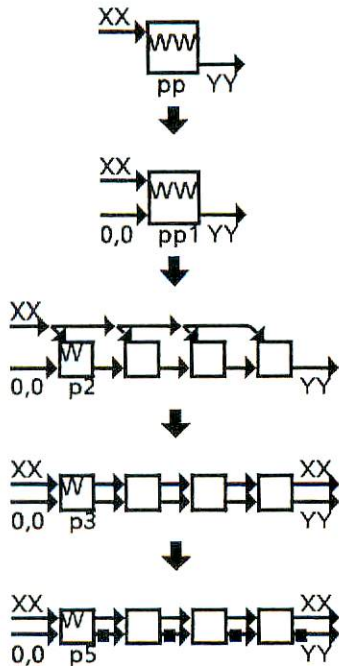 XX
WW
pp YY
XX
WW
0,0 pp1 YY
XX
W
0,0 p2 YY
XX W XX
0,0 p3 YY
XX W XX
0,0 p5 YY